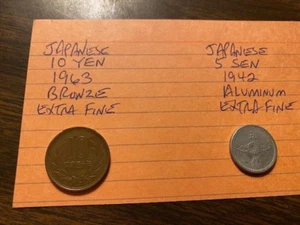 JAPANESE
10 YEN
1963
BRONZE
EXTRA FINE
JAPANESE
5 SEN
1942
ALUMINUM
EXTRA FINE